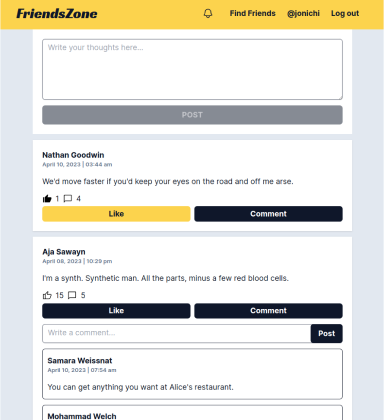 FriendsZone Find Friends @jonichi Log out
Write your thoughts here...
POST
Nathan Goodwin
April 10, 2023 | 03:44 am
We'd move faster if you'd keep your eyes on the road and off me arse.
1 4
Like Comment
Aja Sawayn
April 08, 2023 | 10:29 pm
I'm a synth. Synthetic man. All the parts, minus a few red blood cells.
15 5
Like Comment
Write a comment... Post
Samara Weissnat
April 10, 2023 | 07:54 am
You can get anything you want at Alice's restaurant.
Mohammad Welch